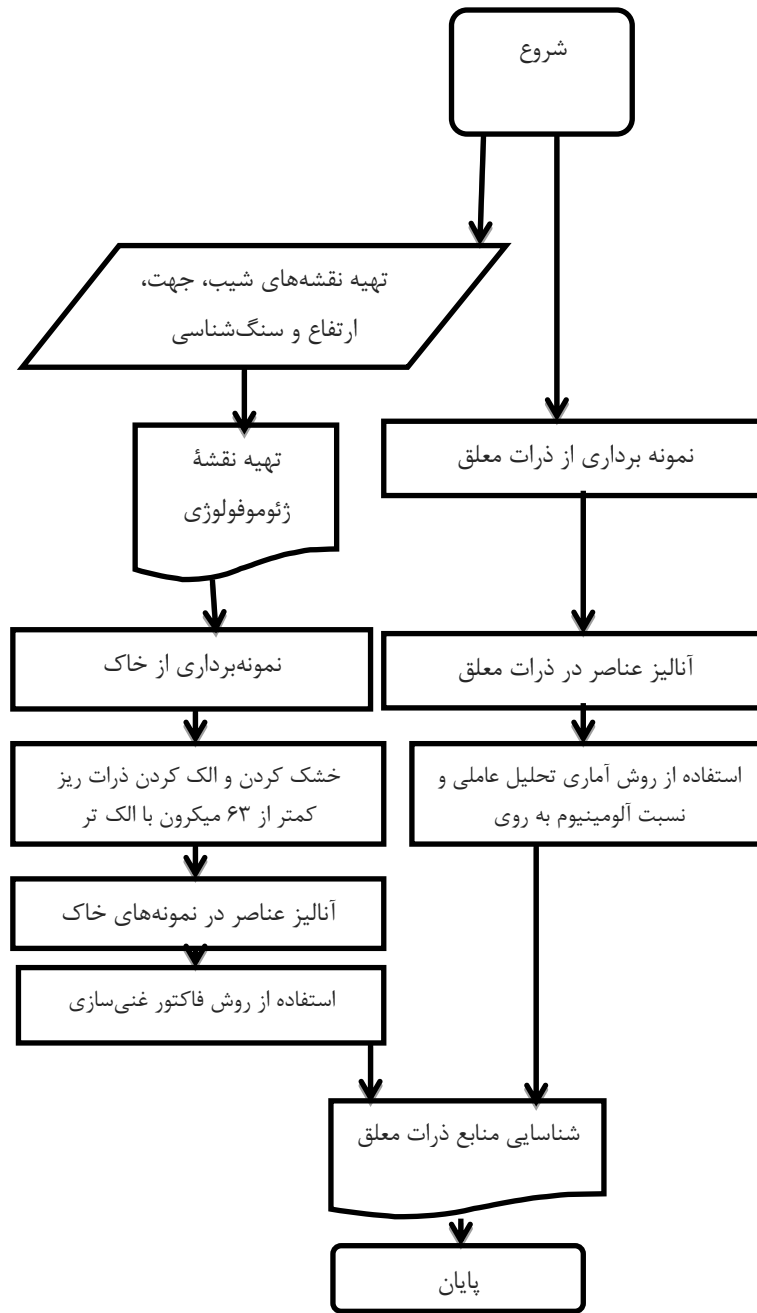 شروع
تهیه نقشه‌های شیب، جهت،
ارتفاع و سنگ‌شناسی
تهیه نقشهٔ
ژئوموفولوژی
نمونه برداری از ذرات معلق
نمونه‌برداری از خاک
آنالیز عناصر در ذرات معلق
خشک کردن و الک کردن ذرات ریز
کمتر از ۶۳ میکرون با الک تر
استفاده از روش آماری تحلیل عاملی و
نسبت آلومینیوم به روی
آنالیز عناصر در نمونه‌های خاک
استفاده از روش فاکتور غنی‌سازی
شناسایی منابع ذرات معلق
پایان